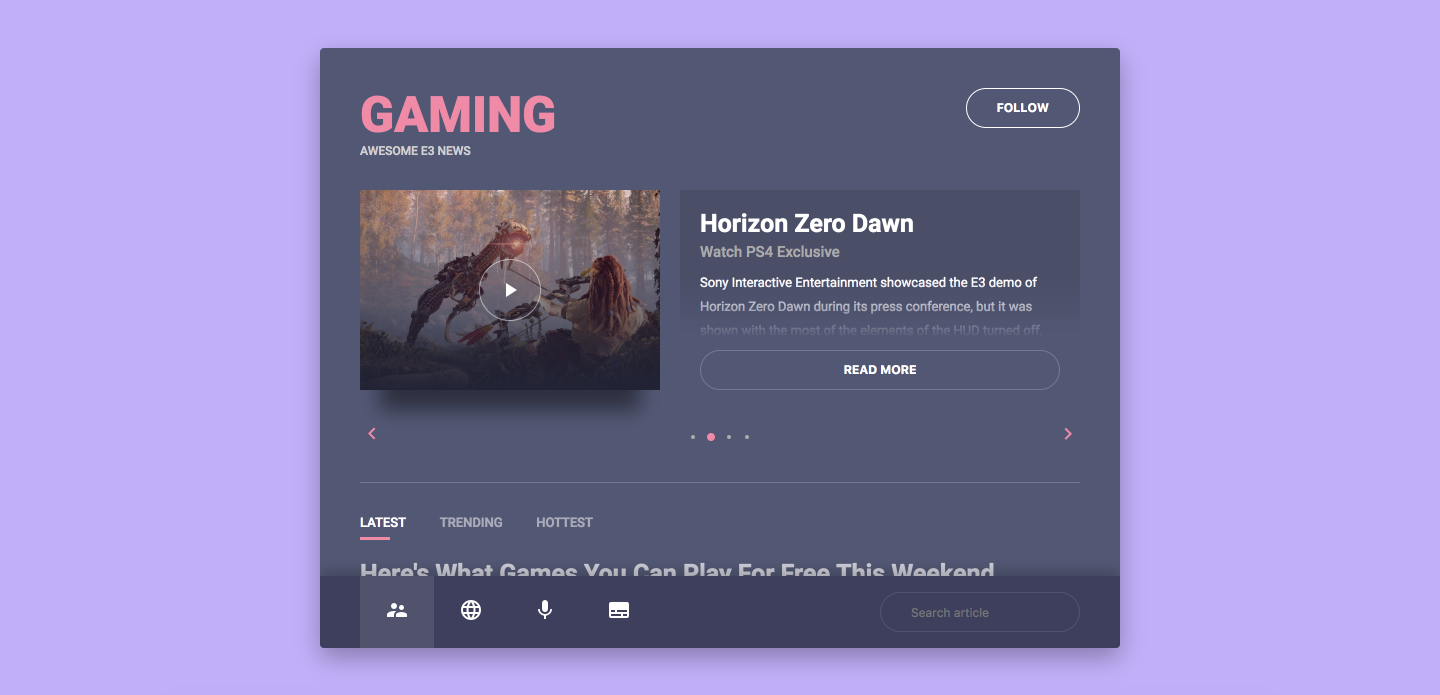 GAMING
FOLLOW
AWESOME E3 NEWS
Horizon Zero Dawn
Watch PS4 Exclusive
Sony Interactive Entertainment showcased the E3 demo of
Horizon Zero Dawn during its press conference, but it was
shown with the most of the elements of the HUD turned off.
READ MORE
LATEST TRENDING HOTTEST
Here's What Games You Can Play For Free This Weekend
Search article